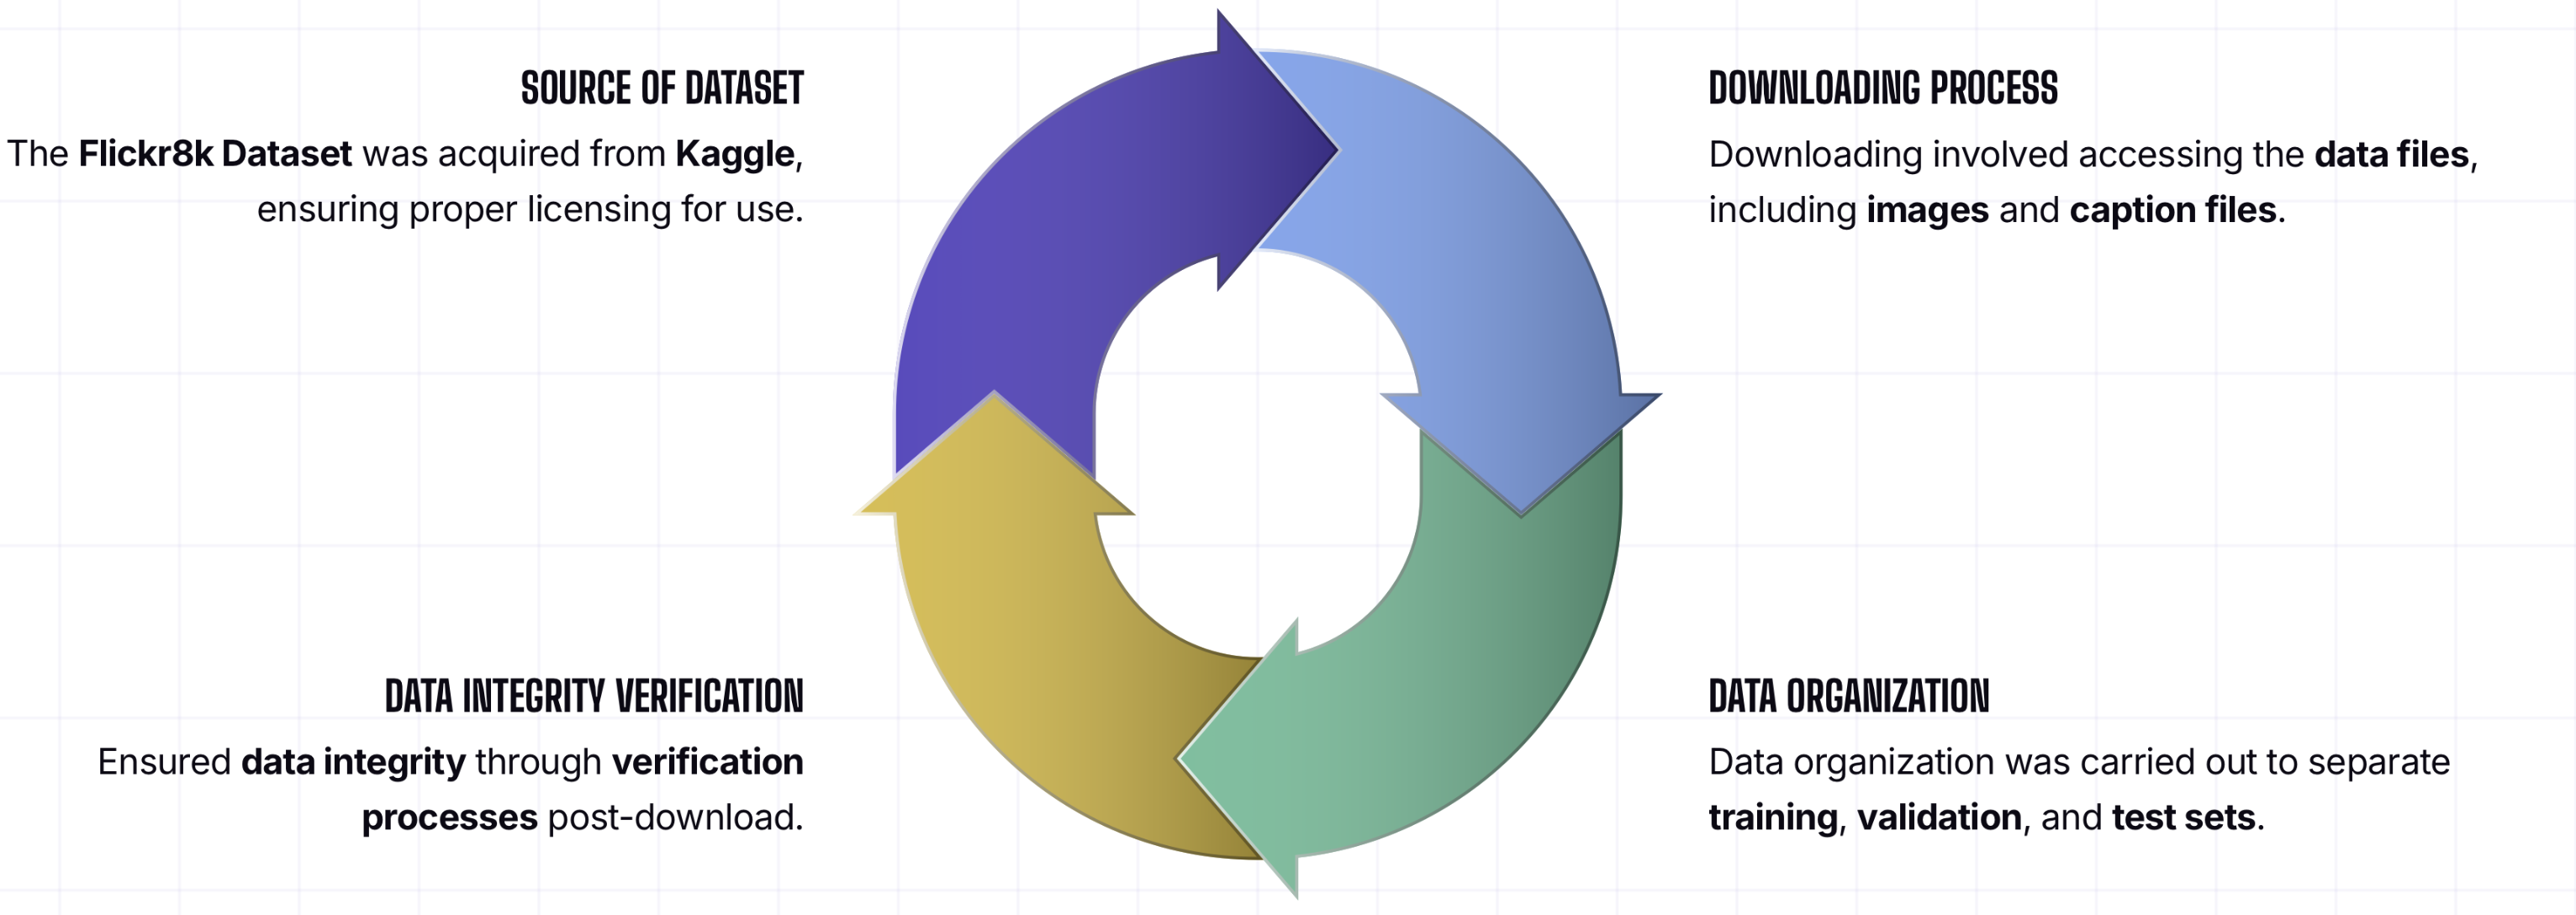 SOURCE OF DATASET
The Flickr8k Dataset was acquired from Kaggle,
ensuring proper licensing for use.
DOWNLOADING PROCESS
Downloading involved accessing the data files,
including images and caption files.
DATA INTEGRITY VERIFICATION
Ensured data integrity through verification
processes post-download.
DATA ORGANIZATION
Data organization was carried out to separate
training, validation, and test sets.